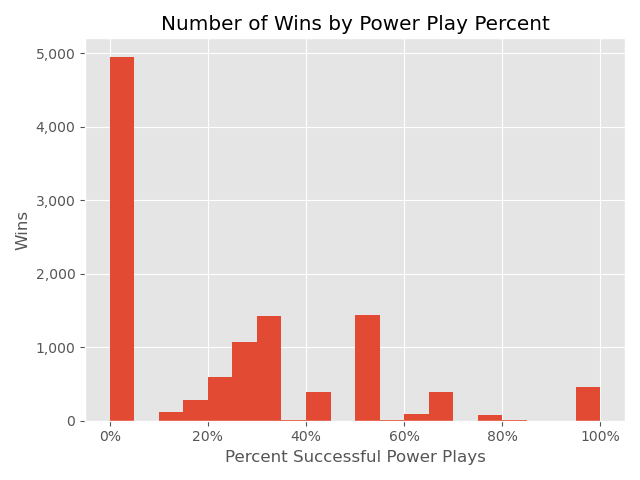 Number of Wins by Power Play Percent
5,000
4,000
3,000
2,000
1,000
0
Wins
0% 20% 40% 60% 80% 100%
Percent Successful Power Plays